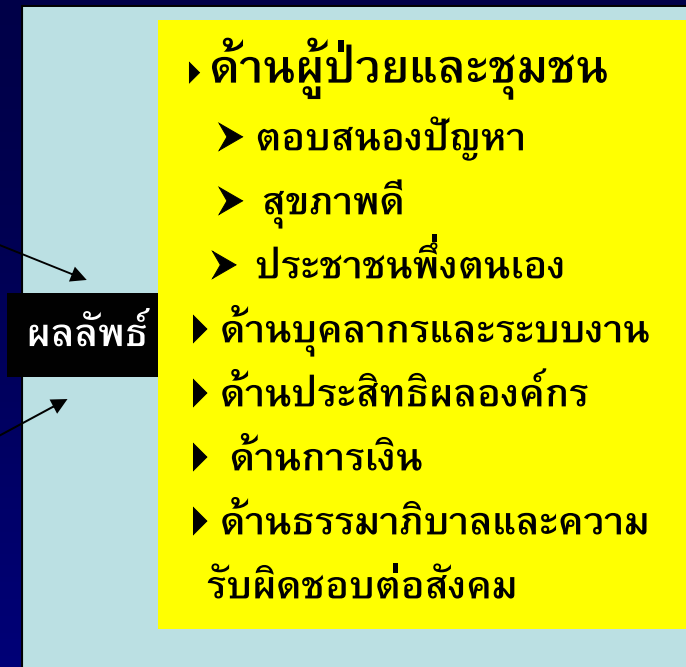 ด้านผู้ป่วยและชุมชน
ตอบสนองปัญหา
สุขภาพดี
ประชาชนพึ่งตนเอง
ผลลัพธ์
ด้านบุคลากรและระบบงาน
ด้านประสิทธิผลองค์กร
ด้านการเงิน
ด้านธรรมาภิบาลและความ
รับผิดชอบต่อสังคม